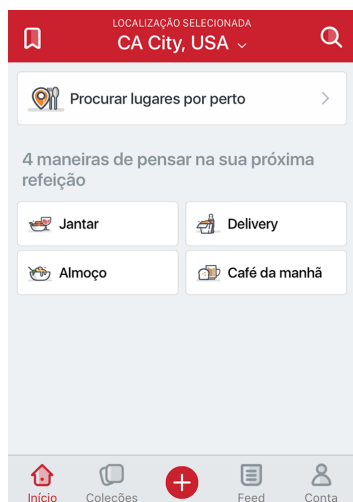 LOCALIZAÇÃO SELECIONADA
CA City, USA
Procurar lugares por perto
4 maneiras de pensar na sua próxima
refeição
Jantar
Delivery
Almoço
Café da manhã
Início
Coleções
Feed
Conta